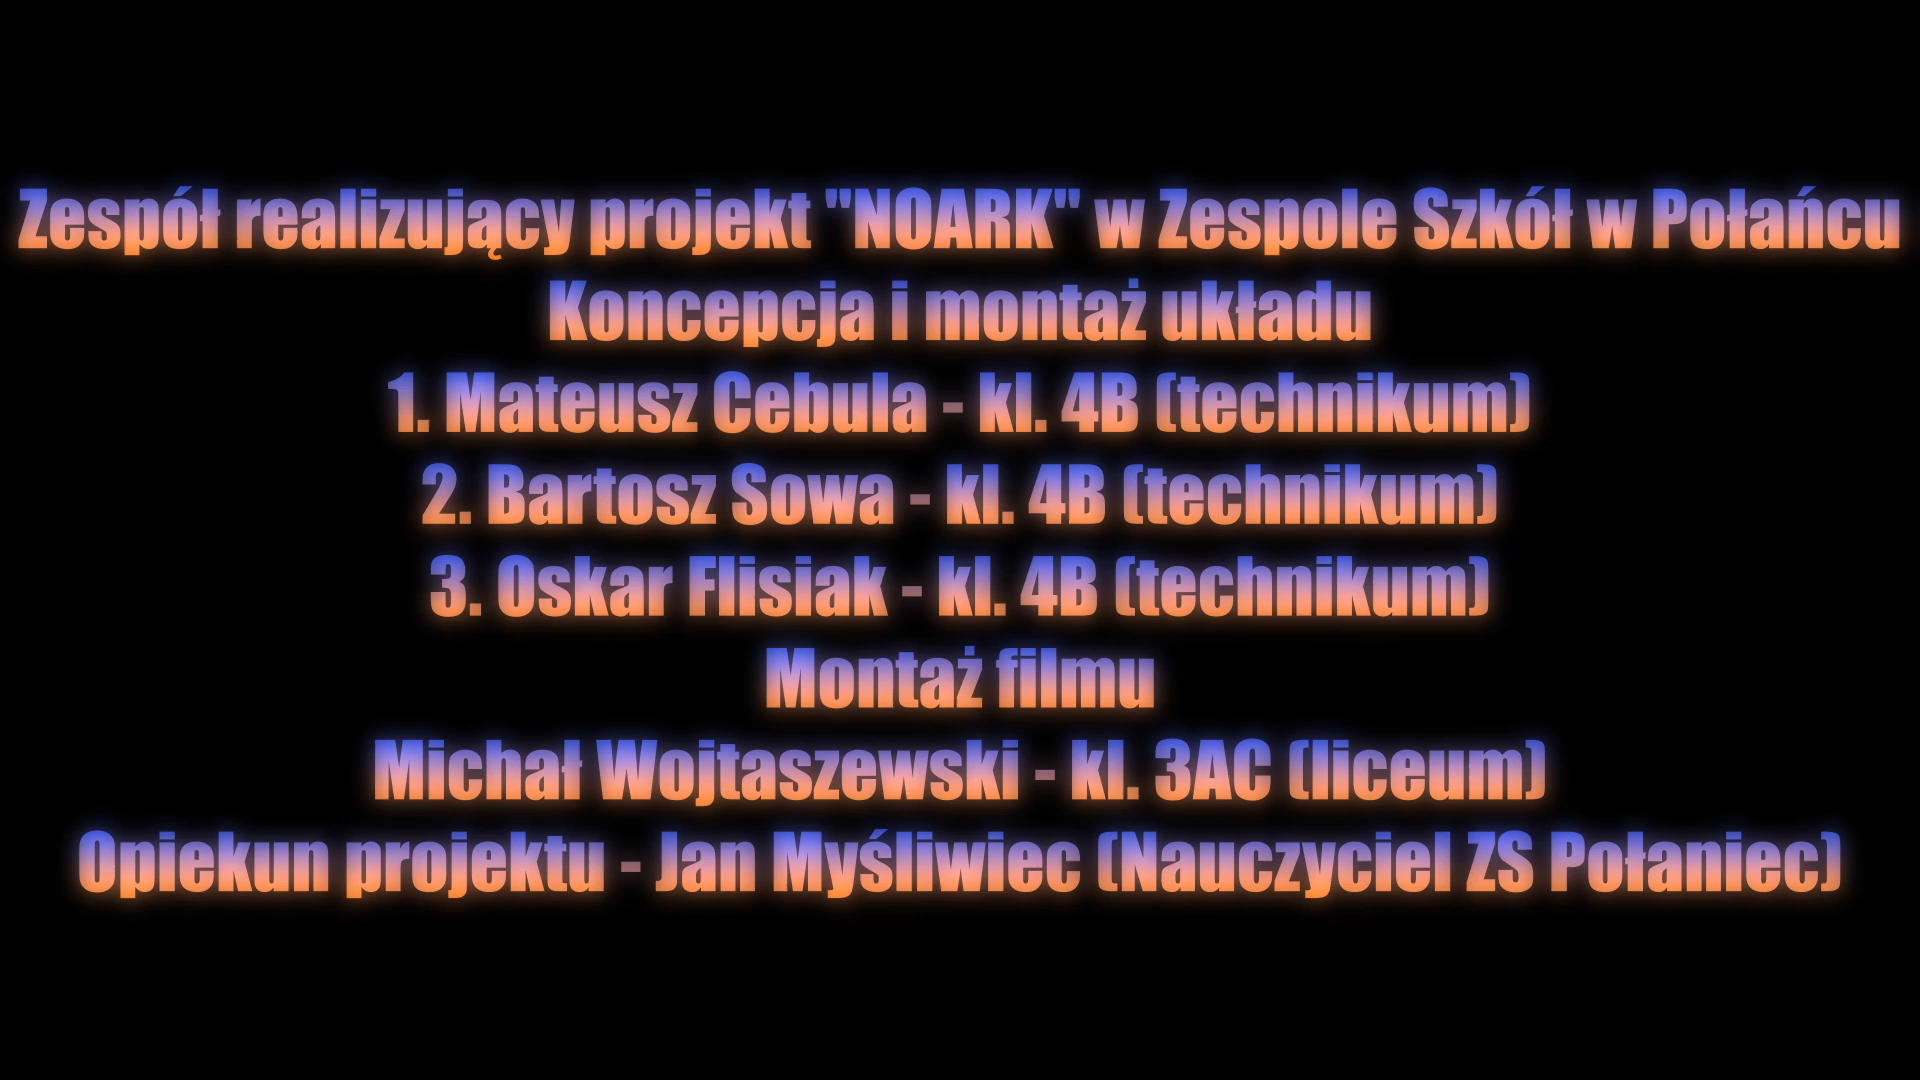 Zespół realizujący projekt "NOARK" w Zespole Szkół w Połańcu
Koncepcja i montaż układu
1. Mateusz Cebula - kl. 4B (technikum)
2. Bartosz Sowa - kl. 4B (technikum)
3. Oskar Flisiak - kl. 4B (technikum)
Montaż filmu
Michał Wojtaszewski - kl. 3AC (liceum)
Opiekun projektu - Jan Myśliwiec (Nauczyciel ZS Połaniec)